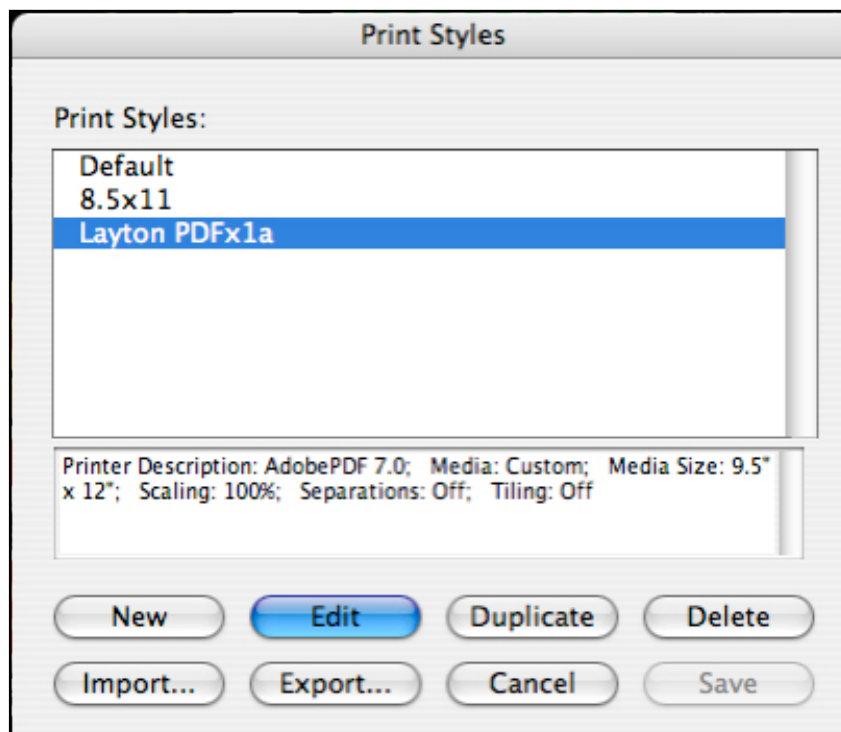 Print Styles
Print Styles:
Default
8.5x11
Layton PDFx1a
Printer Description: AdobePDF 7.0; Media: Custom; Media Size: 9.5"
x 12"; Scaling: 100%; Separations: Off; Tiling: Off
New Edit Duplicate Delete
Import... Export... Cancel Save